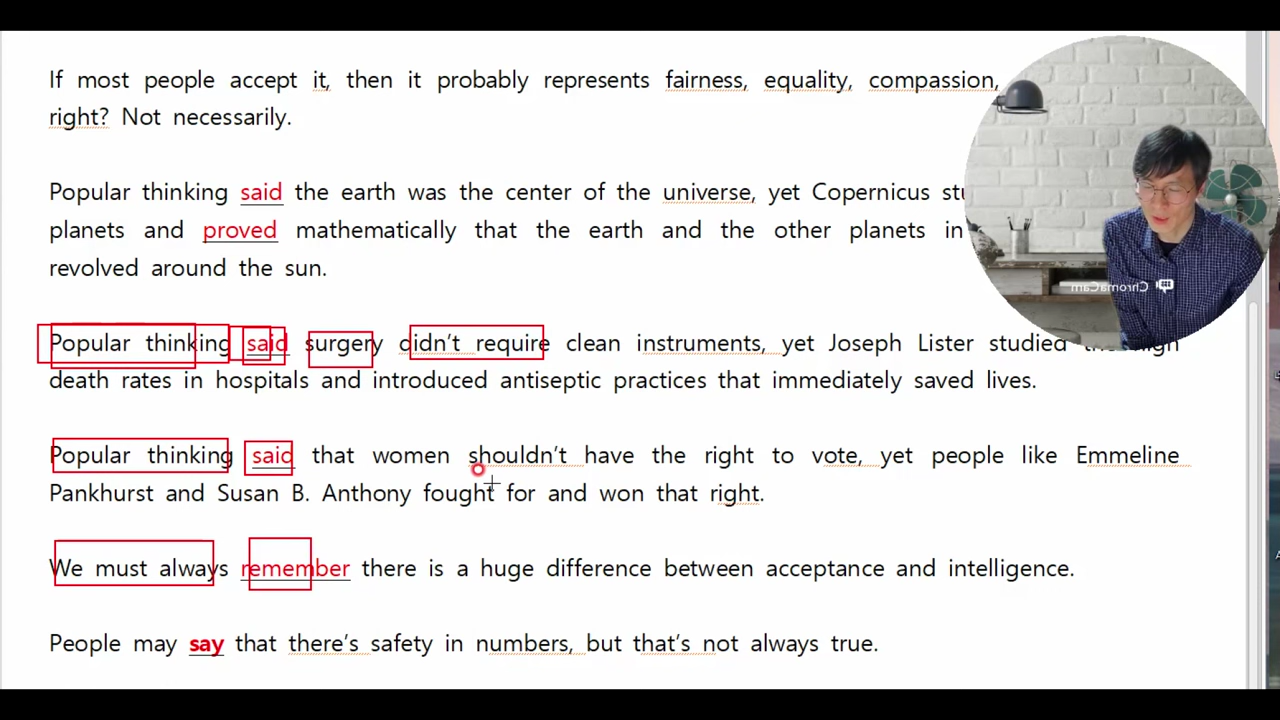 If most people accept it, then it probably represents fairness, equality, compassion,
right? Not necessarily.
Popular thinking said the earth was the center of the universe, yet Copernicus
planets and proved mathematically that the earth and the other planets in
revolved around the sun.
Popular thinking said surgery didn't require clean instruments, yet Joseph Lister studied
death rates in hospitals and introduced antiseptic practices that immediately saved lives.
Popular thinking said that women shouldn't have the right to vote, yet people like Emmeline
Pankhurst and Susan B. Anthony fought for and won that right.
We must always remember there is a huge difference between acceptance and intelligence.
People may say that there's safety in numbers, but that's not always true.
ChromaCam